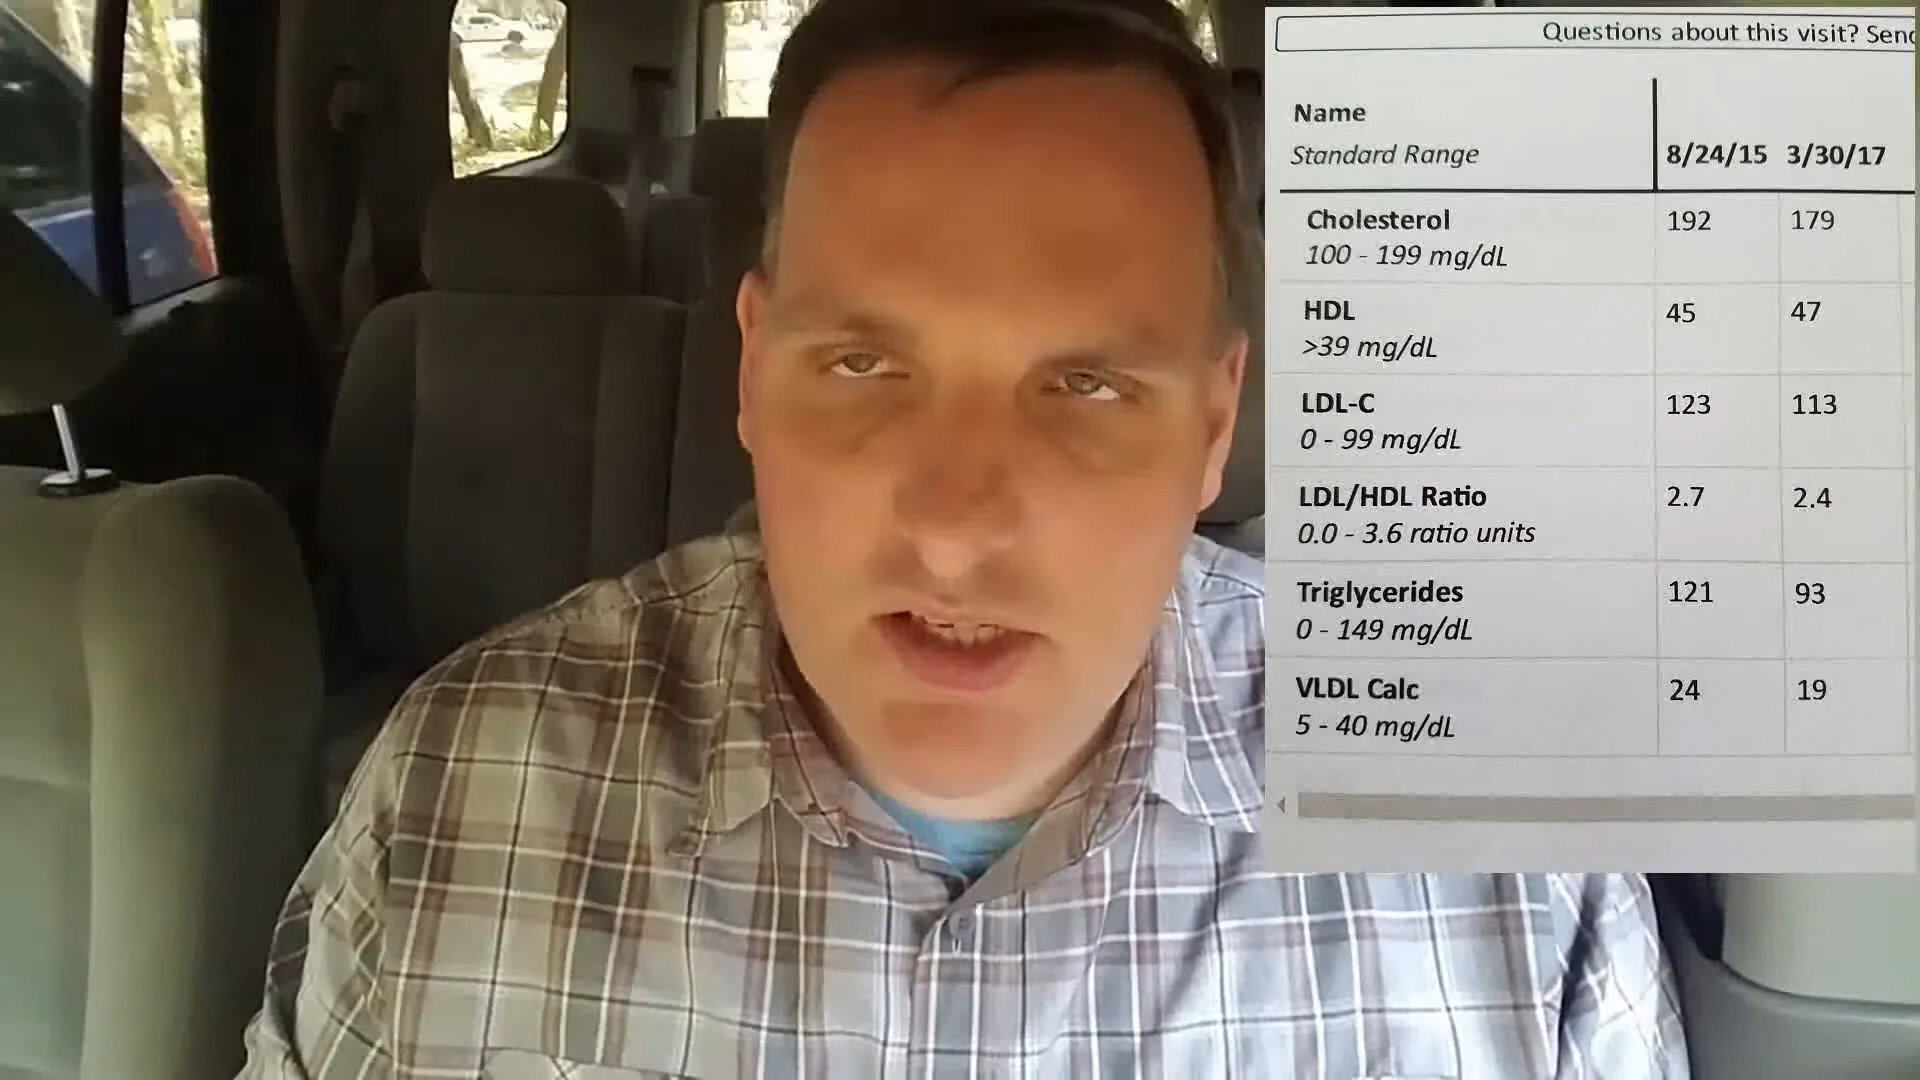 Questions about this visit?
Name
Standard Range 8/24/15 3/30/17
Cholesterol 192 179
100 - 199 mg/dL
HDL 45 47
>39 mg/dL
LDL-C 123 113
0 - 99 mg/dL
LDL/HDL Ratio 2.7 2.4
0.0 - 3.6 ratio units
Triglycerides 121 93
0 - 149 mg/dL
VLDL Calc 24 19
5 - 40 mg/dL